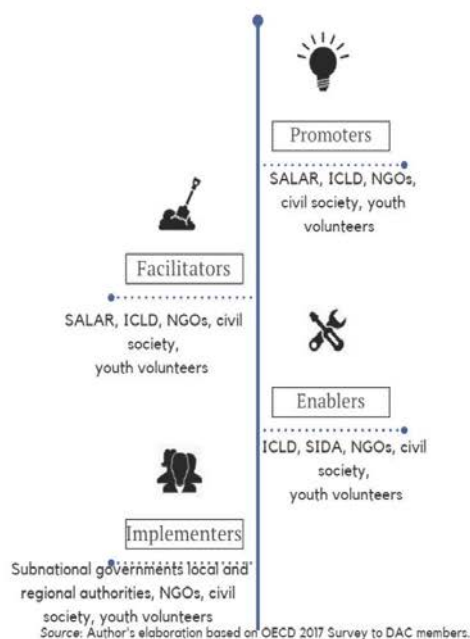 Promoters
SALAR, ICLD, NGOs,
civil society, youth
volunteers
Facilitators
SALAR, ICLD, NGOs, civil
society,
youth volunteers
Enablers
ICLD, SIDA, NGOs, civil
society,
youth volunteers
Implementers
Subnational governments local and
regional authorities, NGOs, civil
society, youth volunteers
Source: Author's elaboration based on OECD 2017 Survey to DAC members.